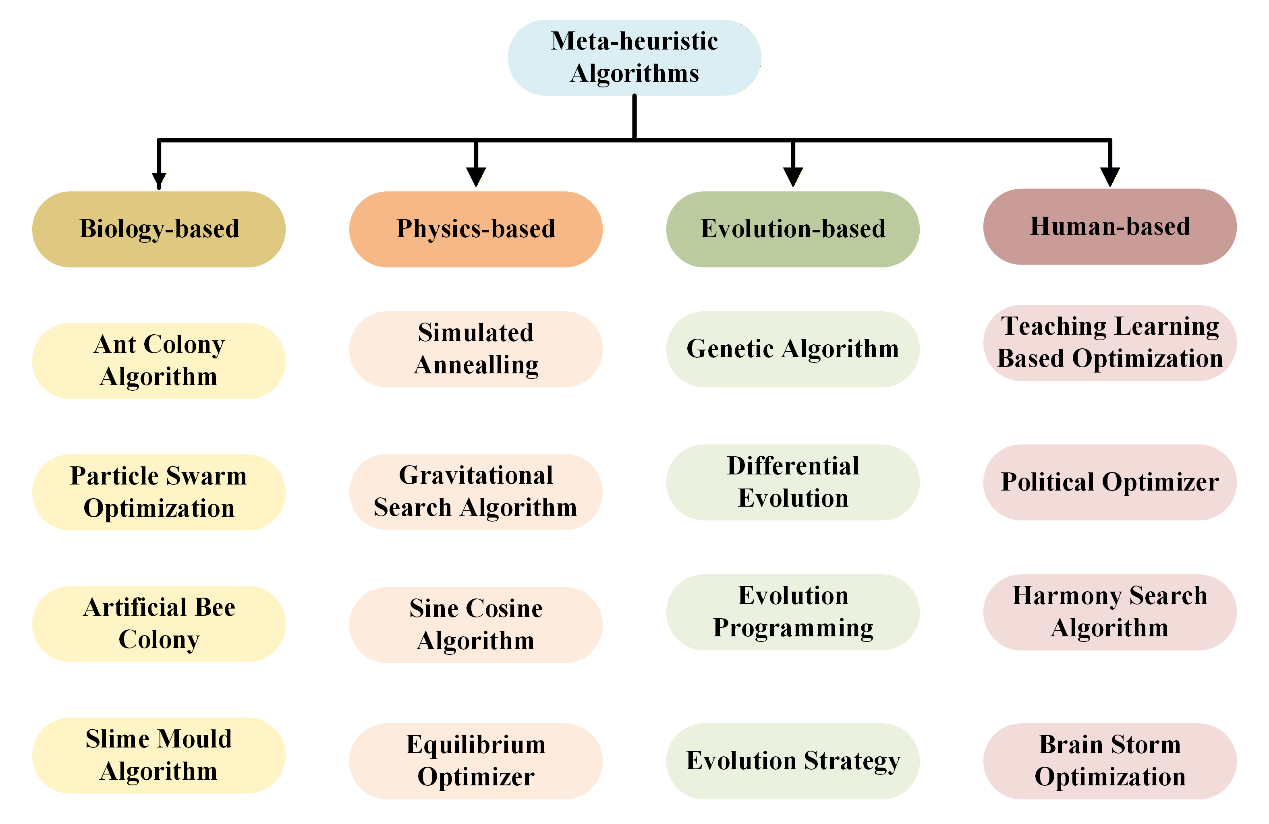 Meta-heuristic
Algorithms
Biology-based
Physics-based
Evolution-based
Human-based
Ant Colony
Algorithm
Simulated
Annealling
Genetic Algorithm
Teaching Learning
Based Optimization
Particle Swarm
Optimization
Gravitational
Search Algorithm
Differential
Evolution
Political Optimizer
Artificial Bee
Colony
Sine Cosine
Algorithm
Evolution
Programming
Harmony Search
Algorithm
Slime Mould
Algorithm
Equilibrium
Optimizer
Evolution Strategy
Brain Storm
Optimization